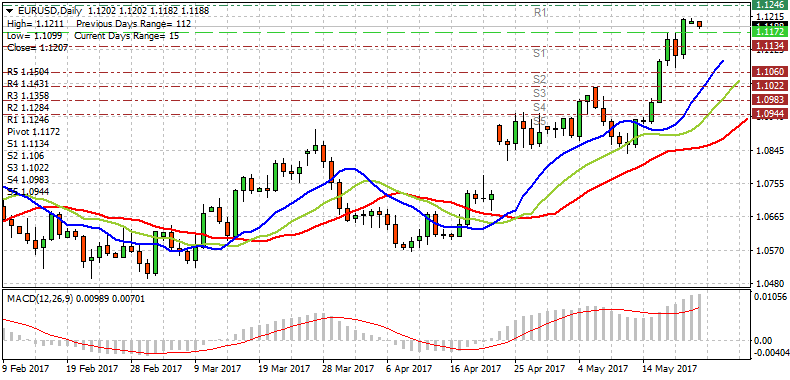 EURUSD,Daily 1.1202 1.1202 1.1182 1.1188
High= 1.1211 Previous Days Range= 112
Low= 1.1099 Current Days Range= 15
Close= 1.1207
R5 1.1504
R4 1.1431
R3 1.1358
R2 1.1284
R1 1.1246
Pivot 1.1172
S1 1.1134
S2 1.106
S3 1.1022
S4 1.0983
S5 1.0944
R1
S1
S2
S3
S4
S5
1.1246
1.1215
1.1188
1.1172
1.1134
1.1060
1.1022
1.0983
1.0944
1.0845
1.0755
1.0665
1.0570
1.0480
MACD(12,26,9) 0.00989 0.00701
0.01056
0.00
-0.00404
9 Feb 2017 19 Feb 2017 28 Feb 2017 9 Mar 2017 19 Mar 2017 28 Mar 2017 6 Apr 2017 16 Apr 2017 25 Apr 2017 4 May 2017 14 May 2017